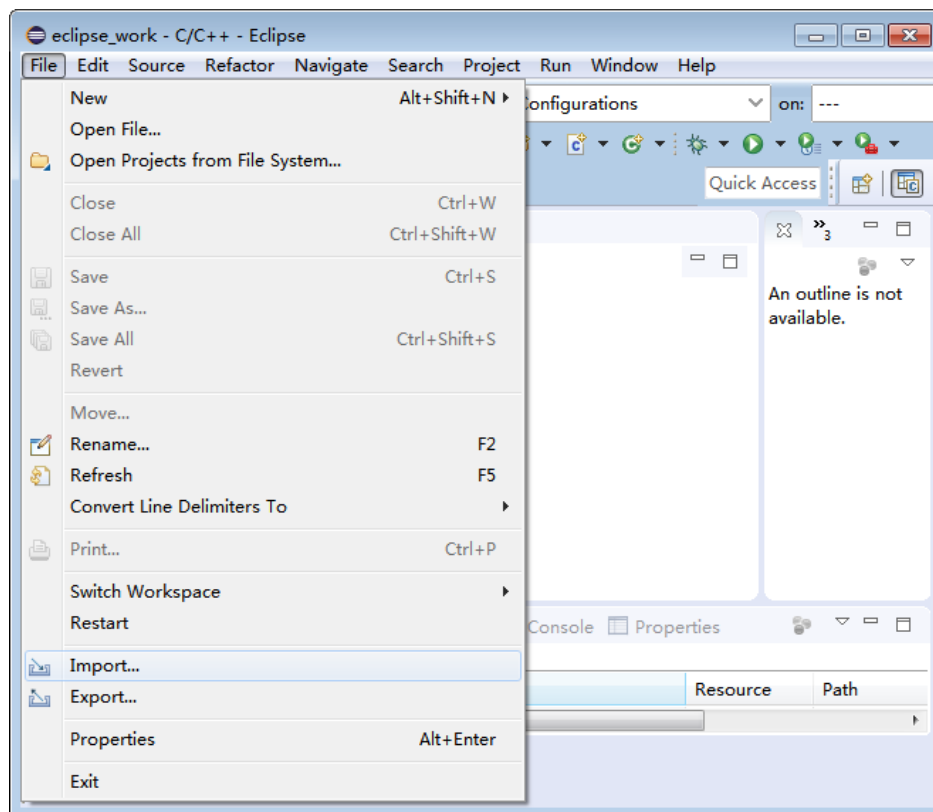 eclipse_work - C/C++ - Eclipse
File Edit Source Refactor Navigate Search Project Run Window Help
New Alt+Shift+N
Configurations on: ---
Open File...
Open Projects from File System...
Quick Access
Close Ctrl+W
Close All Ctrl+Shift+W
3
Save Ctrl+S
Save As...
An outline is not
available.
Save All Ctrl+Shift+S
Revert
Move...
Rename... F2
Refresh F5
Convert Line Delimiters To
Print... Ctrl+P
Switch Workspace
Restart
Console Properties
Import...
Export...
Resource Path
Properties Alt+Enter
Exit